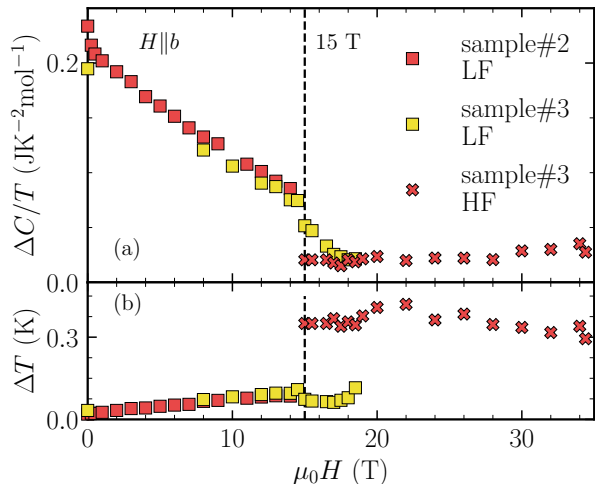 H∥b
15 T
sample#2
LF
sample#3
LF
sample#3
HF
ΔC/T (JK⁻²mol⁻¹)
0.2
0.0
(a)
(b)
ΔT (K)
0.3
0.0
0 10 20 30
μ₀H (T)